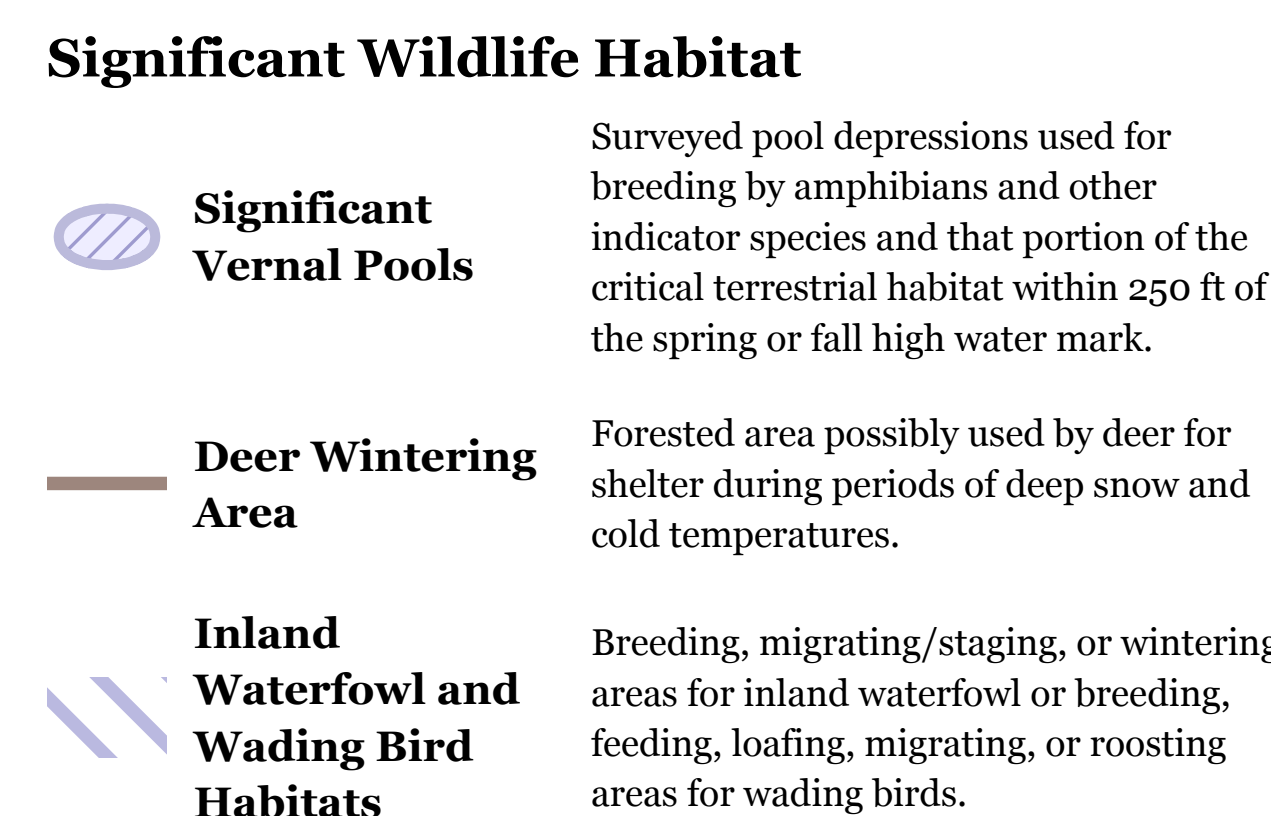 Significant Wildlife Habitat
Significant
Vernal Pools
Surveyed pool depressions used for
breeding by amphibians and other
indicator species and that portion of the
critical terrestrial habitat within 250 ft of
the spring or fall high water mark.
Deer Wintering
Area
Forested area possibly used by deer for
shelter during periods of deep snow and
cold temperatures.
Inland
Waterfowl and
Wading Bird
Habitats
Breeding, migrating/staging, or wintering
areas for inland waterfowl or breeding,
feeding, loafing, migrating, or roosting
areas for wading birds.